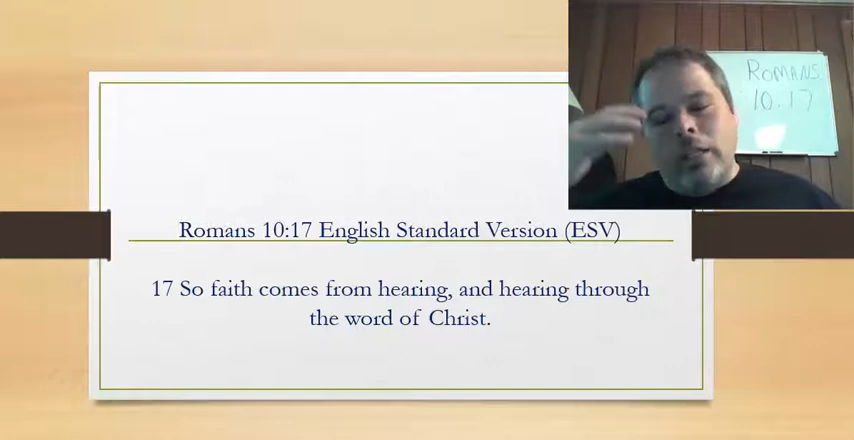 Romans 10:17 English Standard Version (ESV)
17 So faith comes from hearing, and hearing through
the word of Christ.
ROMANS
10.17